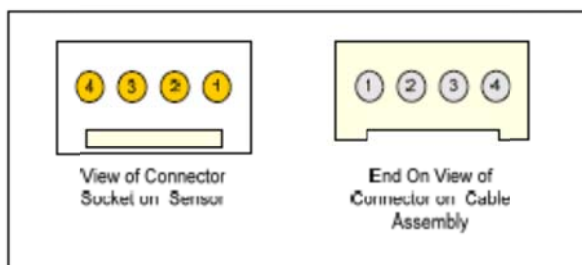 4 3 2 1
View of Connector
Socket on Sensor
1 2 3 4
End On View of
Connector on Cable
Assembly